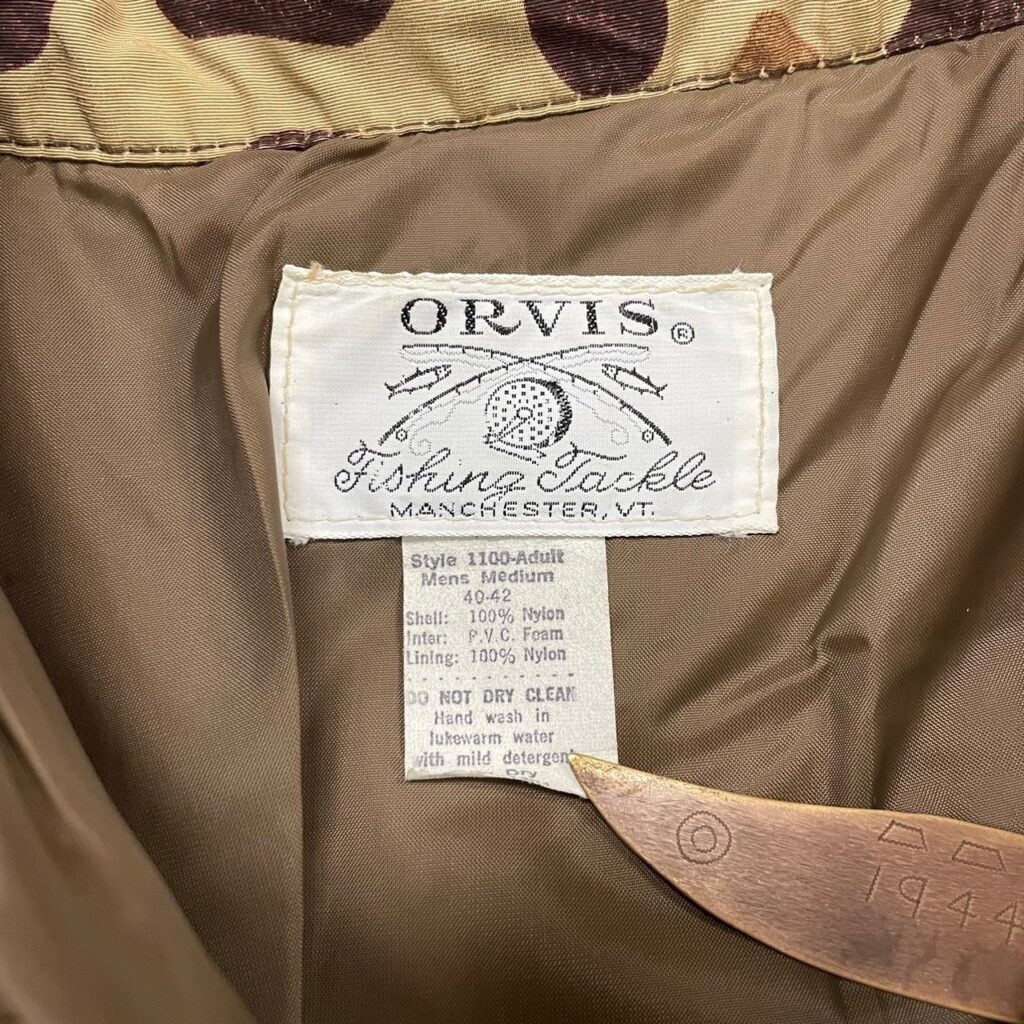 ORVIS®
Fishing Tackle
MANCHESTER, VT.
Style 1100-Adult
Mens Medium
40-42
Shell: 100% Nylon
Inter: P.V.C. Foam
Lining: 100% Nylon
DO NOT DRY CLEAN
Hand wash in
lukewarm water
with mild detergent
Dry
1944